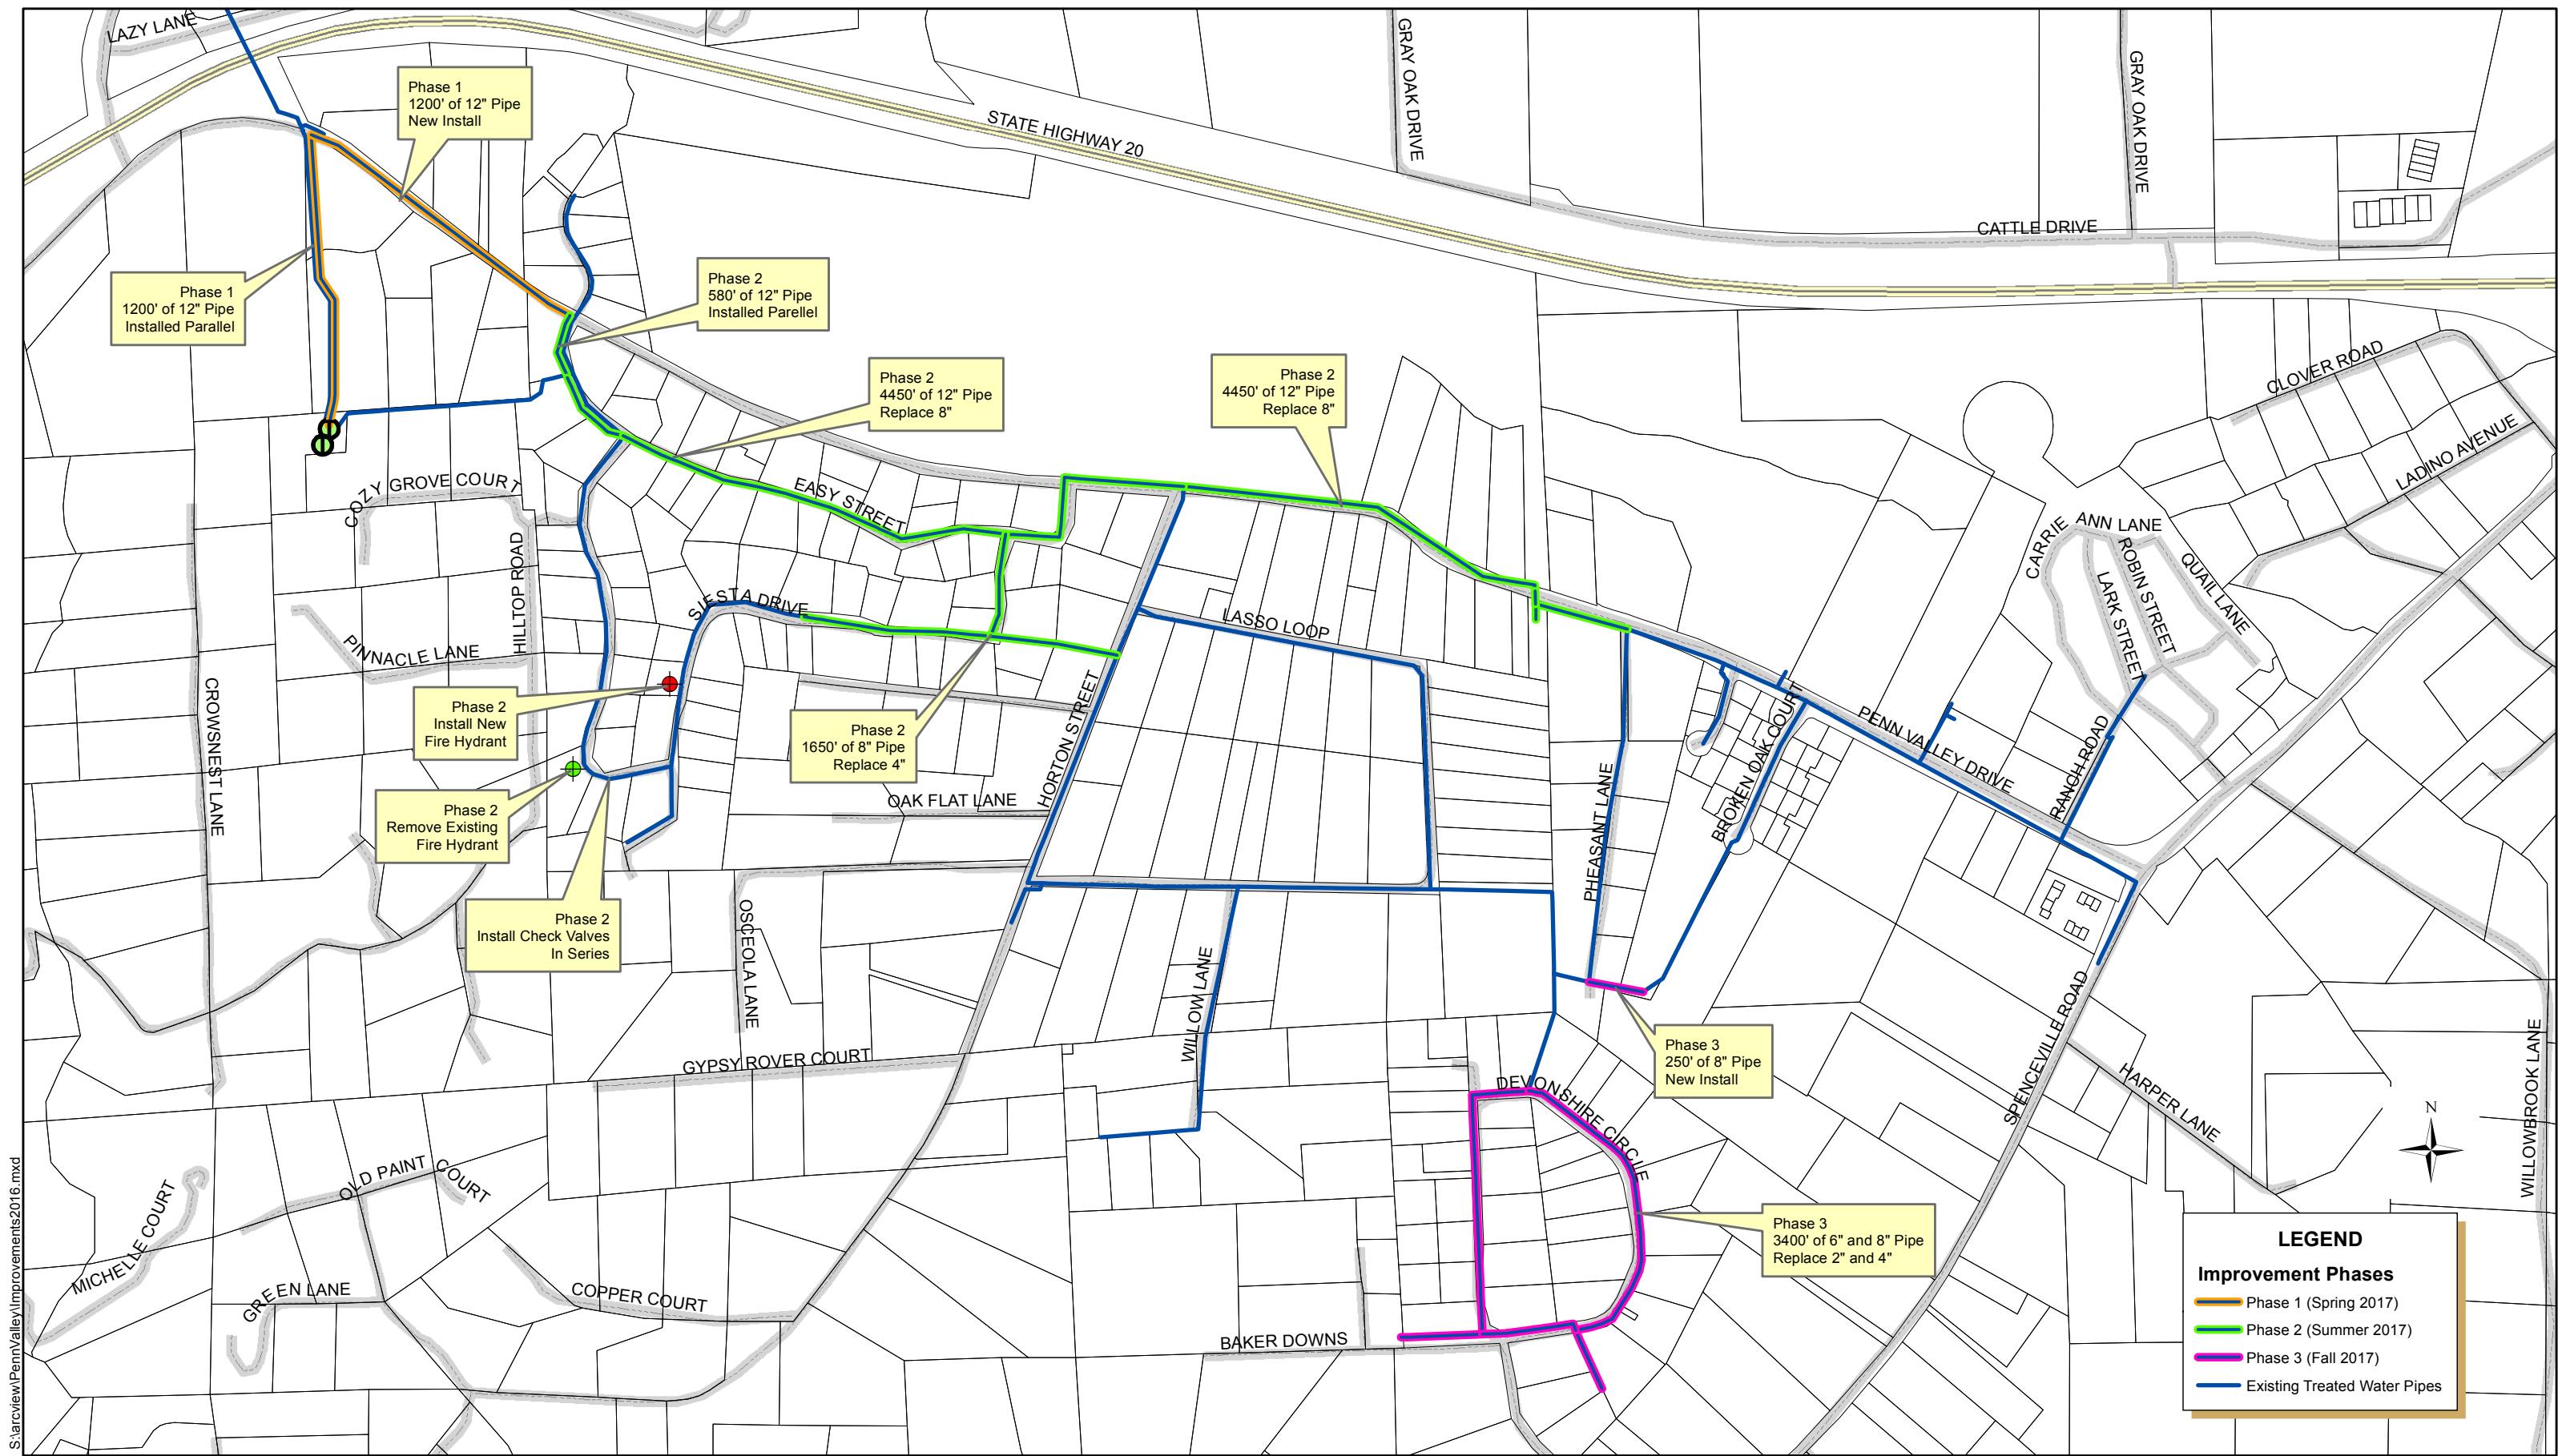 LAZY LANE
GRAY OAK DRIVE
GRAY OAK DRIVE
Phase 1
1200' of 12" Pipe
New Install
STATE HIGHWAY 20
CATTLE DRIVE
Phase 1
1200' of 12" Pipe
Installed Parallel
Phase 2
580' of 12" Pipe
Installed Parellel
Phase 2
4450' of 12" Pipe
Replace 8"
Phase 2
4450' of 12" Pipe
Replace 8"
CLOVER ROAD
LADINO AVENUE
COZY GROVE COURT
EASY STREET
HILLTOP ROAD
CARRIE ANN LANE
ROBIN STREET
LARK STREET
QUAIL LANE
SIESTA DRIVE
LASSO LOOP
PINNACLE LANE
CROWSNEST LANE
Phase 2
Install New
Fire Hydrant
Phase 2
1650' of 8" Pipe
Replace 4"
HORTON STREET
PENN VALLEY DRIVE
RANCH ROAD
BROKEN OAK COURT
PHEASANT LANE
OAK FLAT LANE
Phase 2
Remove Existing
Fire Hydrant
Phase 2
Install Check Valves
In Series
OSCEOLA LANE
WILLOW LANE
SPENCEVILLE ROAD
Phase 3
250' of 8" Pipe
New Install
GYPSY ROVER COURT
DEVONSHIRE CIRCLE
HARPER LANE
WILLOWBROOK LANE
N
OLD PAINT COURT
MICHELLE COURT
GREEN LANE
COPPER COURT
BAKER DOWNS
Phase 3
3400' of 6" and 8" Pipe
Replace 2" and 4"
LEGEND
Improvement Phases
Phase 1 (Spring 2017)
Phase 2 (Summer 2017)
Phase 3 (Fall 2017)
Existing Treated Water Pipes
S:\arcview\PennValley\Improvements2016.mxd